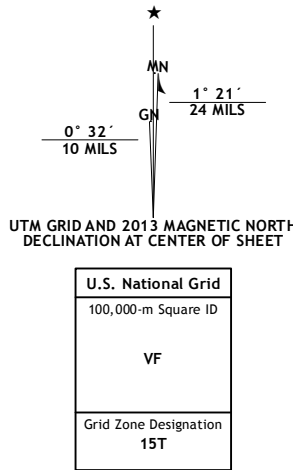 ★
MN
1° 21´
24 MILS
GN
0° 32´
10 MILS
UTM GRID AND 2013 MAGNETIC NORTH
DECLINATION AT CENTER OF SHEET
U.S. National Grid
100,000-m Square ID
VF
Grid Zone Designation
15T